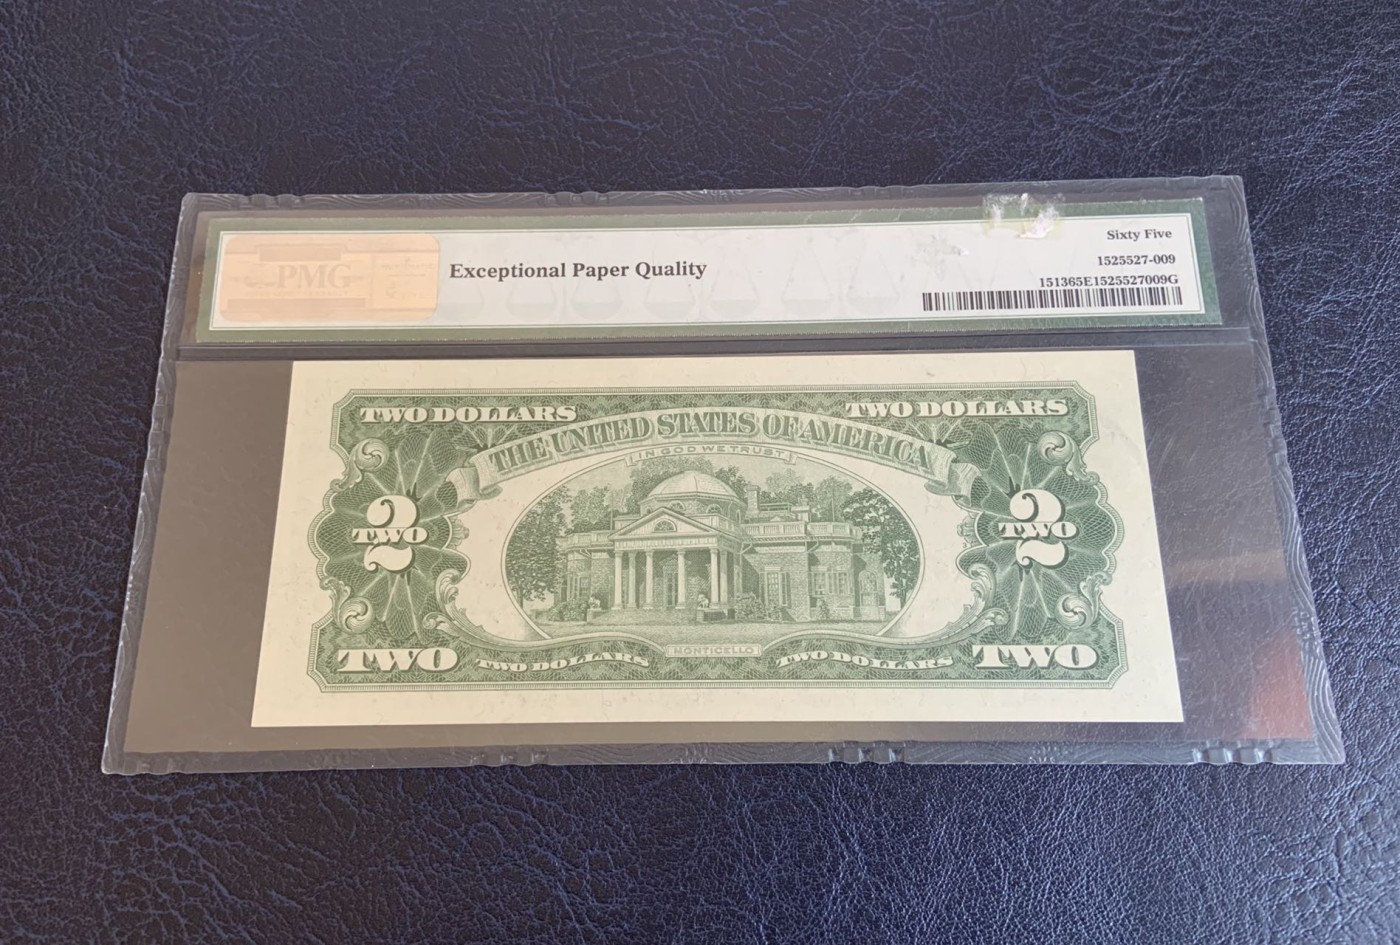 PMG
Exceptional Paper Quality
Sixty Five
1525527-009
151365E1525527009G
TWO DOLLARS
TWO DOLLARS
THE UNITED STATES OF AMERICA
IN GOD WE TRUST
2
TWO
2
TWO
MONTICELLO
TWO
TWO DOLLARS
TWO DOLLARS
TWO